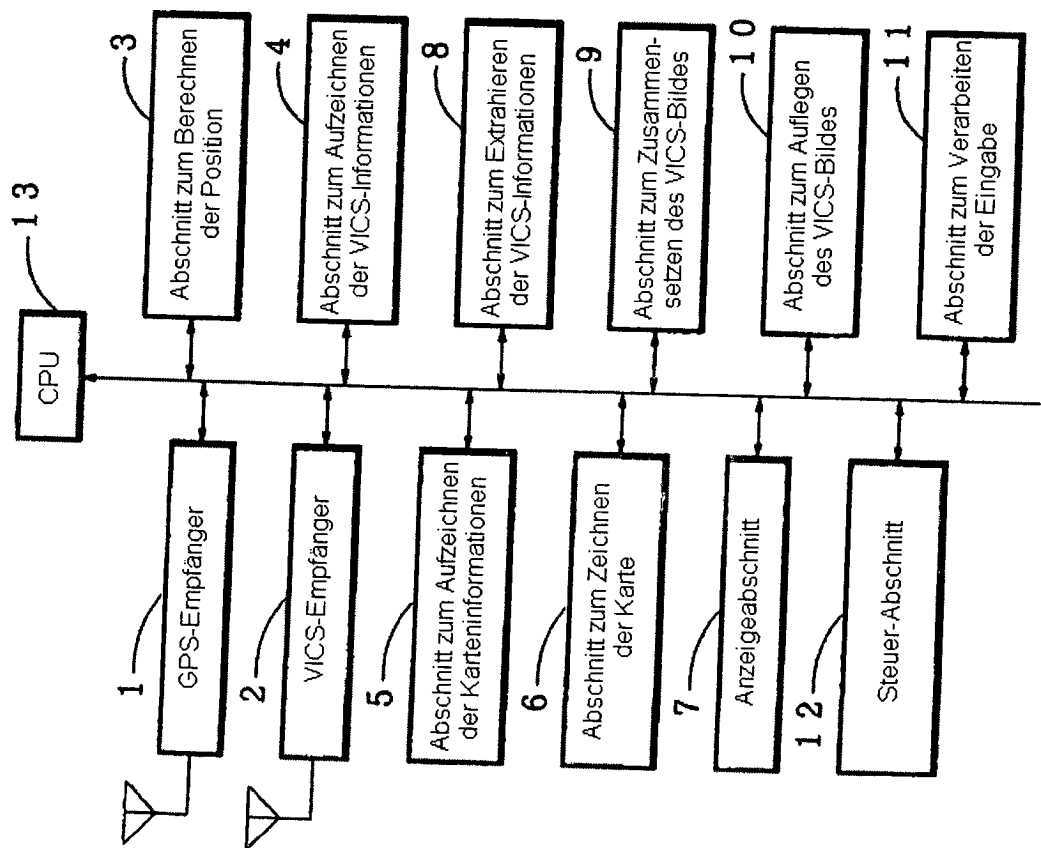 13
CPU
1
GPS-Empfänger
2
VICS-Empfänger
5
Abschnitt zum Aufzeichnen
der Karteninformationen
6
Abschnitt zum Zeichnen
der Karte
7
Anzeigeabschnitt
12
Steuer-Abschnitt
3
Abschnitt zum Berechnen
der Position
4
Abschnitt zum Aufzeichnen
der VICS-Informationen
8
Abschnitt zum Extrahieren
der VICS-Informationen
9
Abschnitt zum Zusammen-
setzen des VICS-Bildes
10
Abschnitt zum Auflegen
des VICS-Bildes
11
Abschnitt zum Verarbeiten
der Eingabe